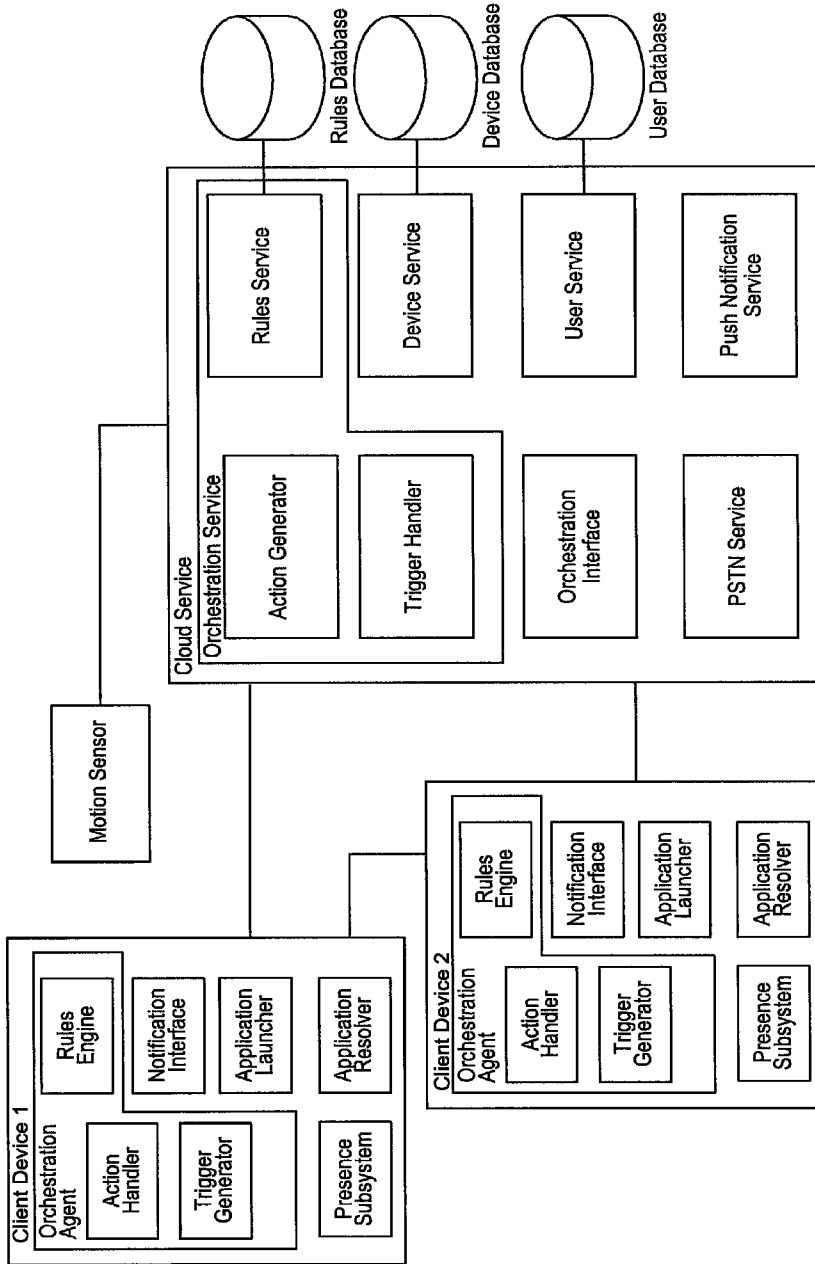 Client Device 1
Orchestration
Agent
Action
Handler
Trigger
Generator
Presence
Subsystem
Rules
Engine
Notification
Interface
Application
Launcher
Application
Resolver
Client Device 2
Orchestration
Agent
Action
Handler
Trigger
Generator
Presence
Subsystem
Rules
Engine
Notification
Interface
Application
Launcher
Application
Resolver
Motion Sensor
Cloud Service
Orchestration Service
Action Generator
Trigger Handler
Orchestration
Interface
PSTN Service
Rules Service
Device Service
User Service
Push Notification
Service
Rules Database
Device Database
User Database